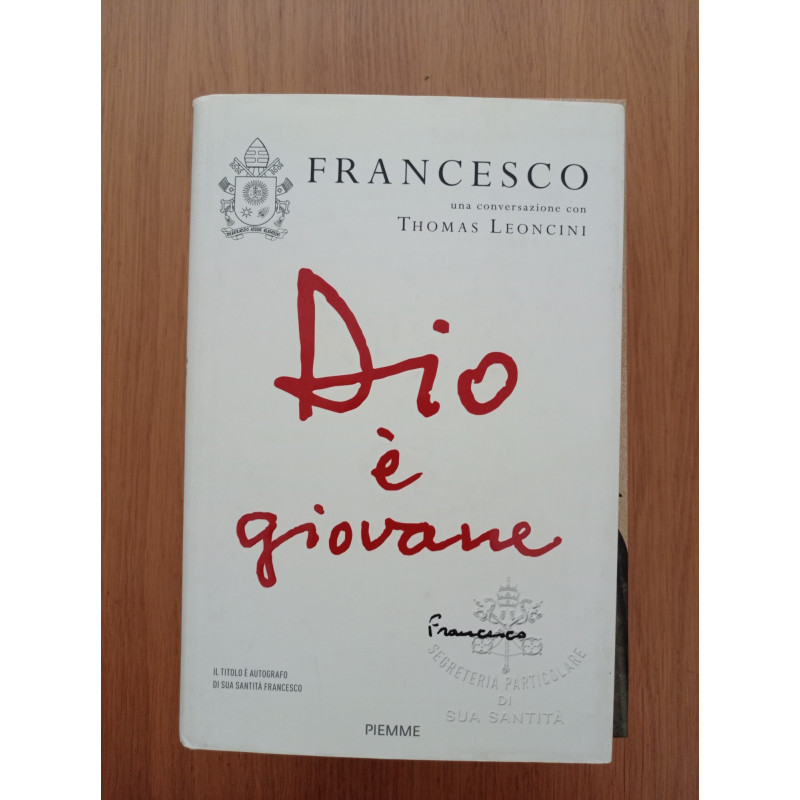 FRANCESCO
una conversazione con
THOMAS LEONCINI
Dio
è
giovane
Francesco
SEGRETERIA PARTICOLARE
DI
SUA SANTITÀ
IL TITOLO È AUTOGRAFO
DI SUA SANTITÀ FRANCESCO
PIEMME